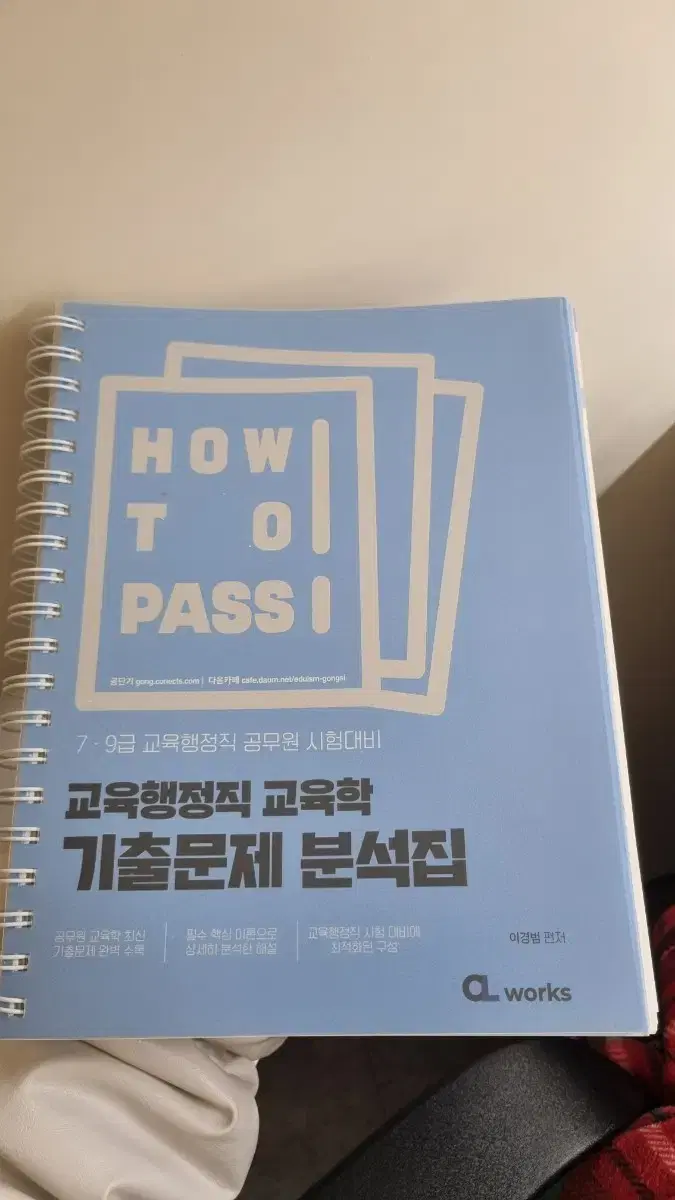 HOW
TO
PASS
공단기 gong.conects.com | 다음카페 cafe.daum.net/eduism-gongsi
7 · 9급 교육행정직 공무원 시험대비
교육행정직 교육학
기출문제 분석집
공무원 교육학 최신
기출문제 완벽 수록
필수 핵심 이론으로
상세히 분석한 해설
교육행정직 시험 대비에
최적화된 구성
이경범 편저
works